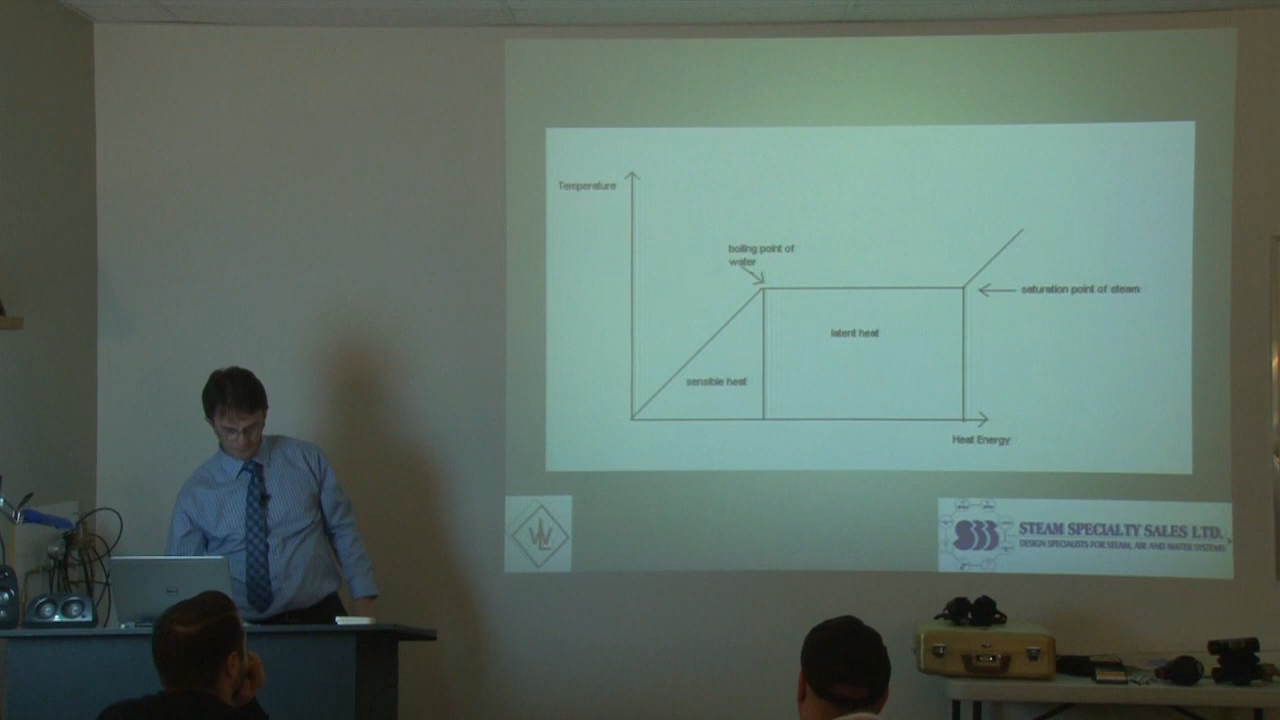 Temperature
boiling point of
water
saturation point of steam
latent heat
sensible heat
Heat Energy
STEAM SPECIALTY SALES LTD.
DESIGN SPECIALISTS FOR STEAM, AIR AND WATER SYSTEMS